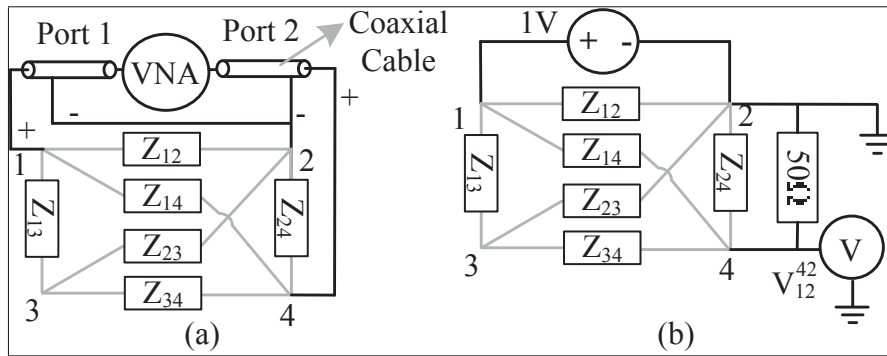 Port 1
Port 2
Coaxial
Cable
VNA
-
-
+
+
1
2
Z12
Z14
Z13
Z23
Z24
Z34
3
4
(a)
1V
+
-
1
2
Z12
Z14
Z13
Z23
Z24
Z34
50Ω
V
3
4
V12^42
(b)